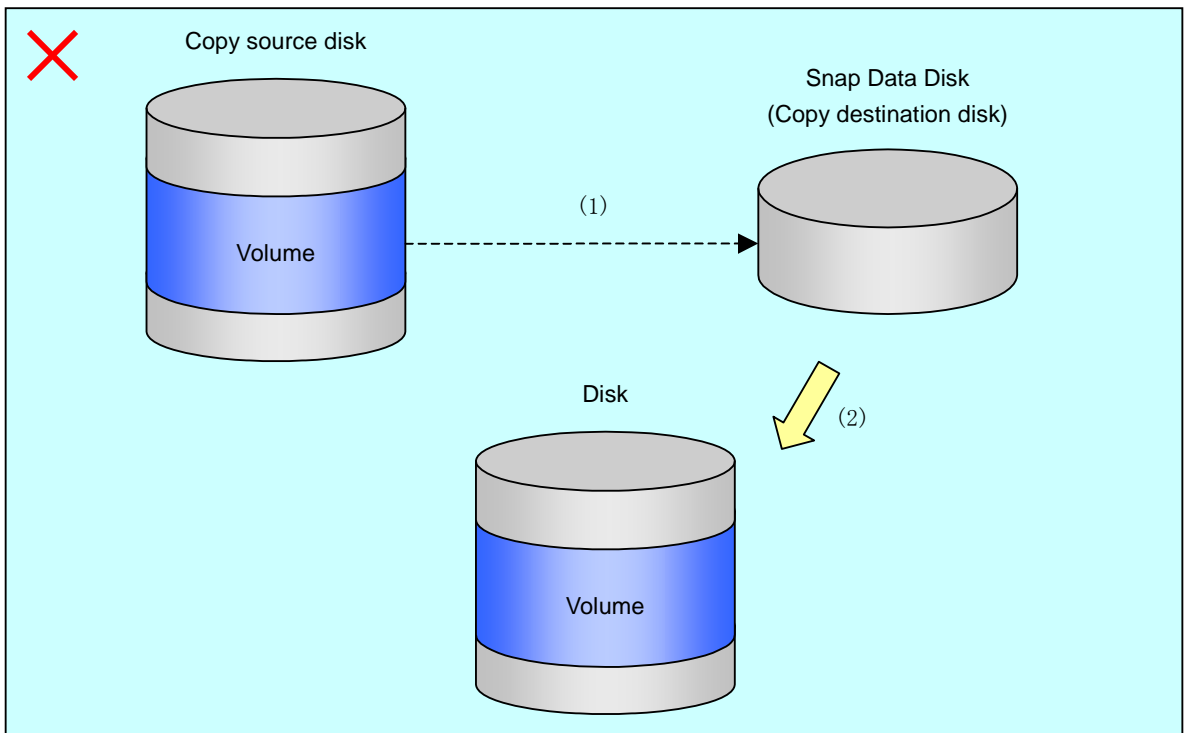 Copy source disk
Snap Data Disk
(Copy destination disk)
(1)
Volume
Disk
(2)
Volume